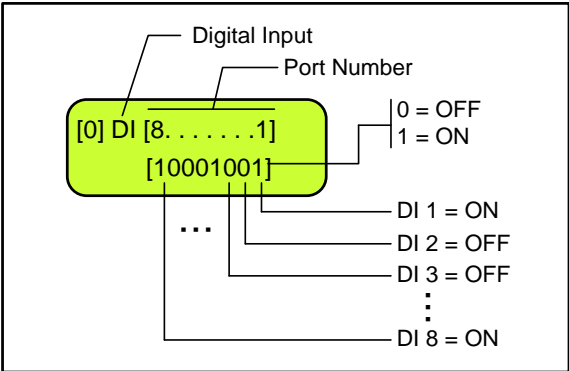 Digital Input
Port Number
[0] DI [8. . . . . . .1]
[10001001]
0 = OFF
1 = ON
DI 1 = ON
...
DI 2 = OFF
DI 3 = OFF
DI 8 = ON